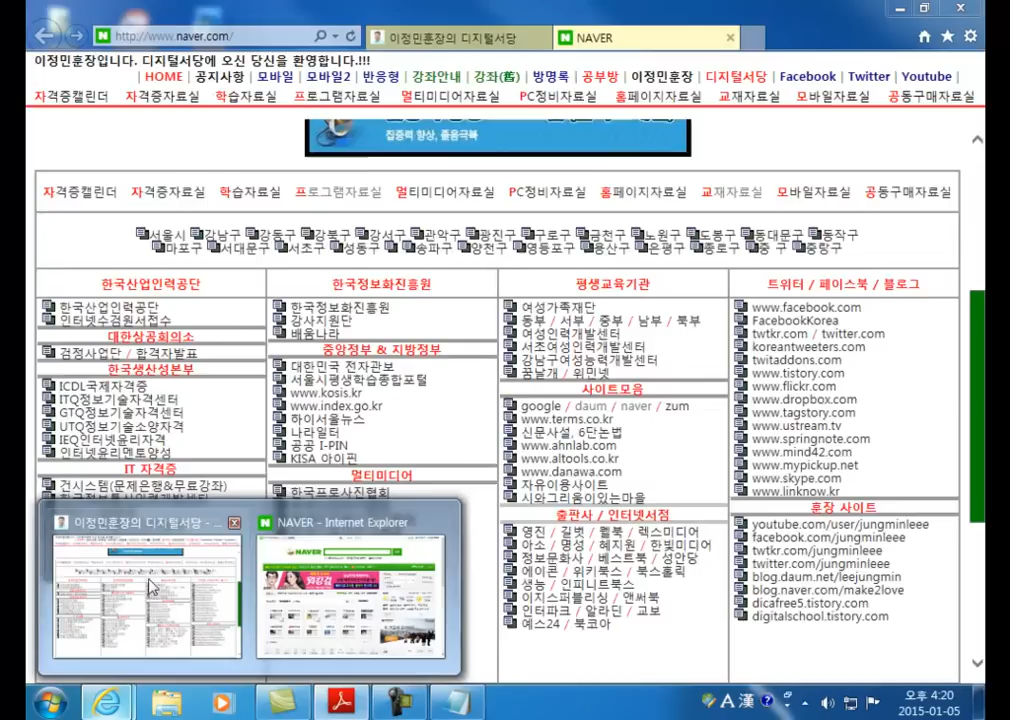 http://www.naver.com/
이정민훈장의 디지털서당
NAVER
이정민훈장입니다. 디지털서당에 오신 당신을 환영합니다.!!!
| HOME | 공지사항 | 모바일 | 모바일2 | 반응형 | 강좌안내 | 강좌(舊) | 방명록 | 공부방 | 이정민훈장 | 디지털서당 | Facebook | Twitter | Youtube |
자격증캘린더 자격증자료실 학습자료실 프로그램자료실 멀티미디어자료실 PC정비자료실 홈페이지자료실 교재자료실 모바일자료실 공동구매자료실
집중력 향상, 졸음극복
자격증캘린더 자격증자료실 학습자료실 프로그램자료실 멀티미디어자료실 PC정비자료실 홈페이지자료실 교재자료실 모바일자료실 공동구매자료실
서울시 강남구 강동구 강북구 강서구 관악구 광진구 구로구 금천구 노원구 도봉구 동대문구 동작구
마포구 서대문구 서초구 성동구 송파구 양천구 영등포구 용산구 은평구 종로구 중 구 중랑구
한국산업인력공단
한국산업인력공단
인터넷수검원서접수
대한상공회의소
검정사업단 / 합격자발표
한국생산성본부
ICDL국제자격증
ITQ정보기술자격센터
GTQ정보기술자격센터
UTQ정보기술소양자격
IEQ인터넷윤리자격
인터넷윤리멘토양성
IT 자격증
건시스템(문제은행&무료강좌)
한국정보화진흥원
한국정보화진흥원
강사지원단
배움나라
중앙정부 & 지방정부
대한민국 전자관보
서울시평생학습종합포털
www.kosis.kr
www.index.go.kr
하이서울뉴스
나라일터
공공 I-PIN
KISA 아이핀
멀티미디어
한국프로사진협회
평생교육기관
여성가족재단
동부 / 서부 / 중부 / 남부 / 북부
여성인력개발센터
서초여성인력개발센터
강남구여성능력개발센터
꿈날개 / 위민넷
사이트모음
google / daum / naver / zum
www.terms.co.kr
신문사설, 6단논법
www.ahnlab.com
www.altools.co.kr
www.danawa.com
자유이용사이트
시와그리움이있는마을
출판사 / 인터넷서점
영진 / 길벗 / 웰북 / 렉스미디어
아소 / 명성 / 혜지원 / 한빛미디어
정보문화사 / 베스트북 / 성안당
에이콘 / 위키북스 / 북스홀릭
생능 / 인피니트북스
이지스퍼블리싱 / 앤써북
인터파크 / 알라딘 / 교보
예스24 / 북코아
트위터 / 페이스북 / 블로그
www.facebook.com
FacebookKorea
twtkr.com / twitter.com
koreantweeters.com
twitaddons.com
www.tistory.com
www.flickr.com
www.dropbox.com
www.tagstory.com
www.ustream.tv
www.springnote.com
www.mind42.com
www.mypickup.net
www.skype.com
www.linknow.kr
훈장 사이트
youtube.com/user/jungminleee
facebook.com/jungminleee
twtkr.com/jungminleee
twitter.com/jungminleee
blog.daum.net/leejungmin
blog.naver.com/make2love
dicafree5.tistory.com
digitalschool.tistory.com
이정민훈장의 디지털서당 - ...
NAVER - Internet Explorer
NAVER
A 漢
오후 4:20
2015-01-05